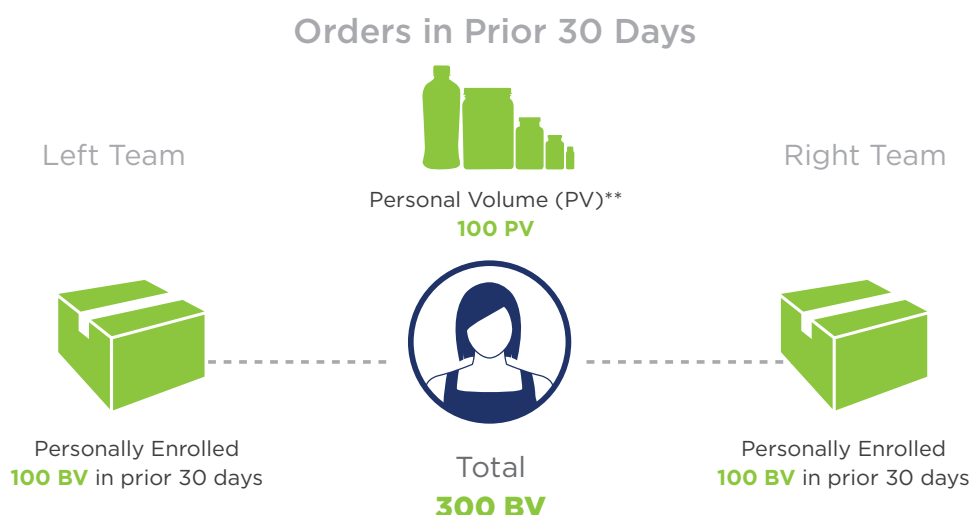 Orders in Prior 30 Days
Left Team
Right Team
Personal Volume (PV)**
100 PV
Personally Enrolled
100 BV in prior 30 days
Total
300 BV
Personally Enrolled
100 BV in prior 30 days